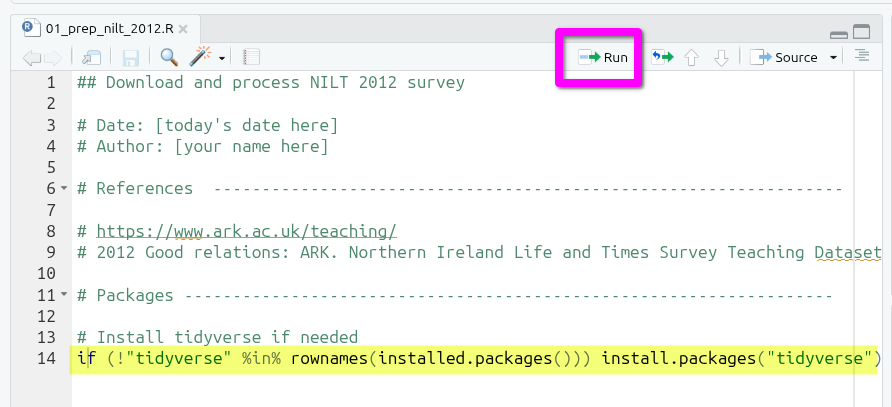 01_prep_nilt_2012.R
Run
Source
1 ## Download and process NILT 2012 survey
2
3 # Date: [today's date here]
4 # Author: [your name here]
5
6 # References ----------------------------------------------------------------
7
8 # https://www.ark.ac.uk/teaching/
9 # 2012 Good relations: ARK. Northern Ireland Life and Times Survey Teaching Dataset
10
11 # Packages ------------------------------------------------------------------
12
13 # Install tidyverse if needed
14 if (!"tidyverse" %in% rownames(installed.packages())) install.packages("tidyverse")